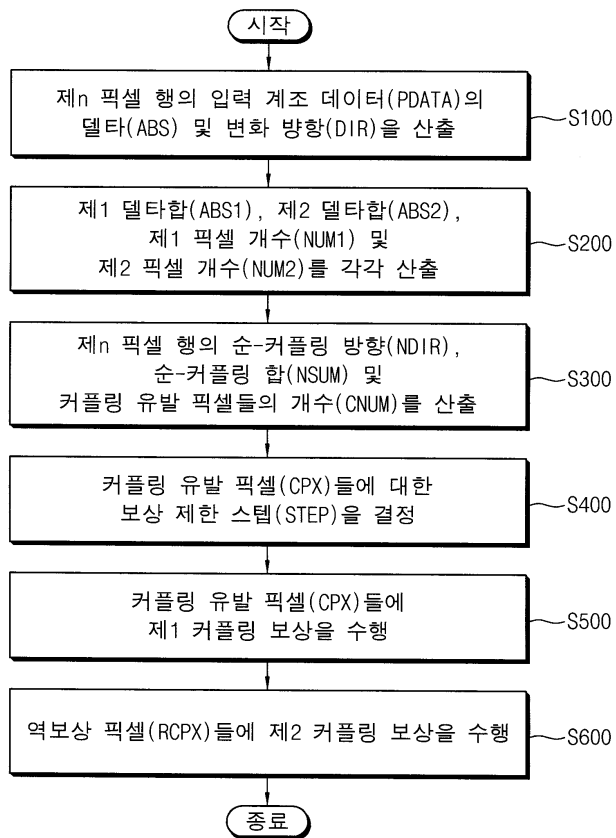 시작
제n 픽셀 행의 입력 계조 데이터(PDATA)의
델타(ABS) 및 변화 방향(DIR)을 산출
S100
제1 델타합(ABS1), 제2 델타합(ABS2),
제1 픽셀 개수(NUM1) 및
제2 픽셀 개수(NUM2)를 각각 산출
S200
제n 픽셀 행의 순-커플링 방향(NDIR),
순-커플링 합(NSUM) 및
커플링 유발 픽셀들의 개수(CNUM)를 산출
S300
커플링 유발 픽셀(CPX)들에 대한
보상 제한 스텝(STEP)을 결정
S400
커플링 유발 픽셀(CPX)들에
제1 커플링 보상을 수행
S500
역보상 픽셀(RCPX)들에 제2 커플링 보상을 수행
S600
종료